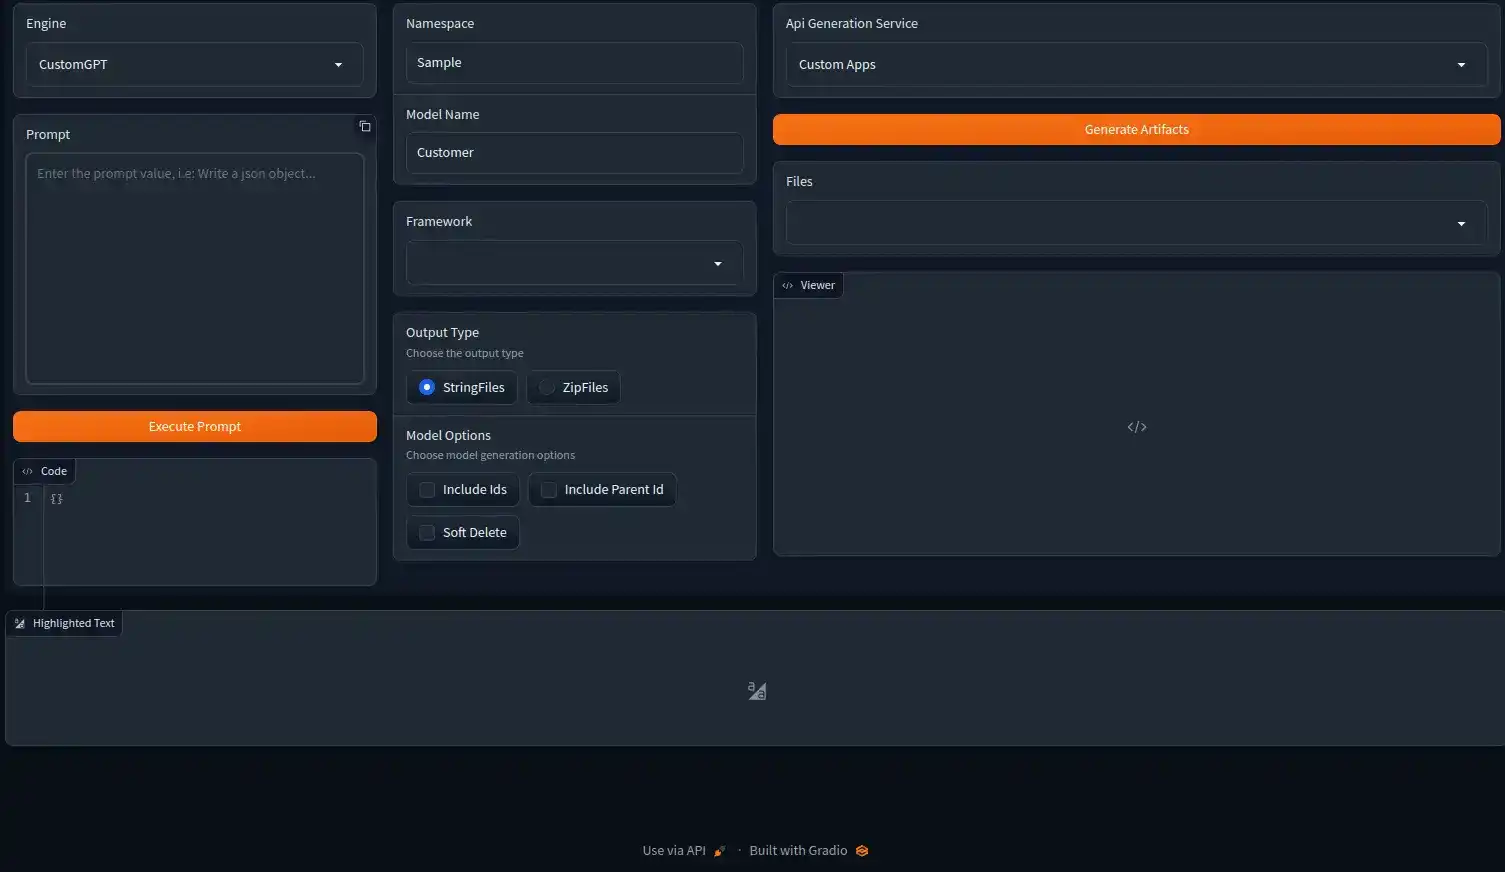 Engine
CustomGPT
Prompt
Enter the prompt value, i.e: Write a json object...
Execute Prompt
Code
1 {}
Namespace
Sample
Model Name
Customer
Framework
Output Type
Choose the output type
StringFiles ZipFiles
Model Options
Choose model generation options
Include Ids Include Parent Id
Soft Delete
Api Generation Service
Custom Apps
Generate Artifacts
Files
Viewer
Highlighted Text
Use via API · Built with Gradio